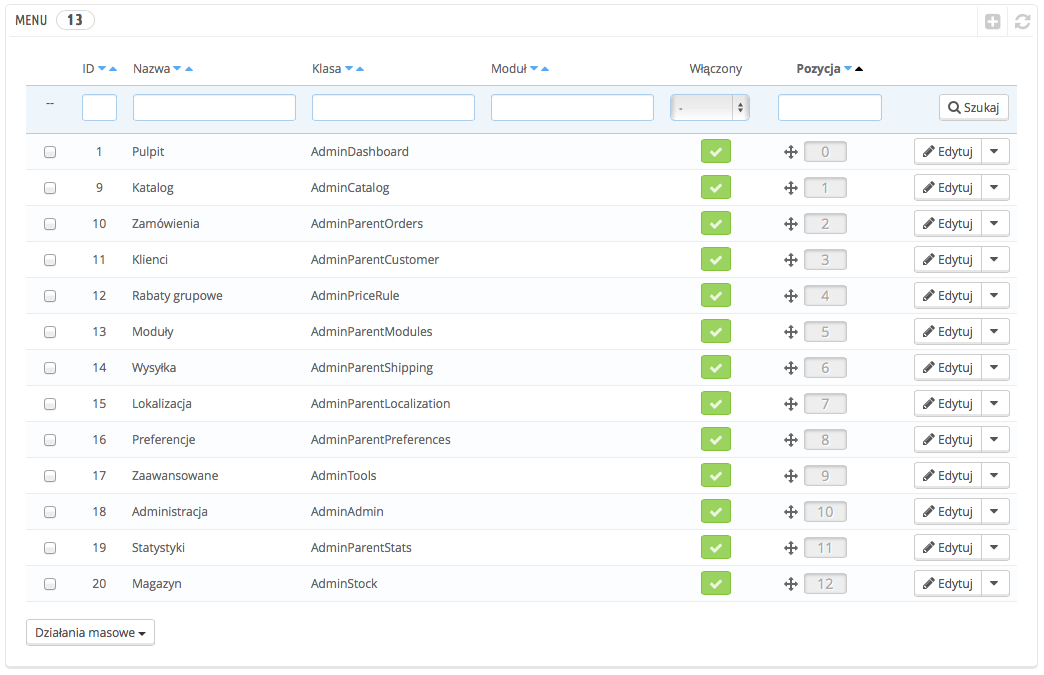 MENU 13
ID Nazwa Klasa Moduł Włączony Pozycja
-- - Szukaj
1 Pulpit AdminDashboard 0 Edytuj
9 Katalog AdminCatalog 1 Edytuj
10 Zamówienia AdminParentOrders 2 Edytuj
11 Klienci AdminParentCustomer 3 Edytuj
12 Rabaty grupowe AdminPriceRule 4 Edytuj
13 Moduły AdminParentModules 5 Edytuj
14 Wysyłka AdminParentShipping 6 Edytuj
15 Lokalizacja AdminParentLocalization 7 Edytuj
16 Preferencje AdminParentPreferences 8 Edytuj
17 Zaawansowane AdminTools 9 Edytuj
18 Administracja AdminAdmin 10 Edytuj
19 Statystyki AdminParentStats 11 Edytuj
20 Magazyn AdminStock 12 Edytuj
Działania masowe